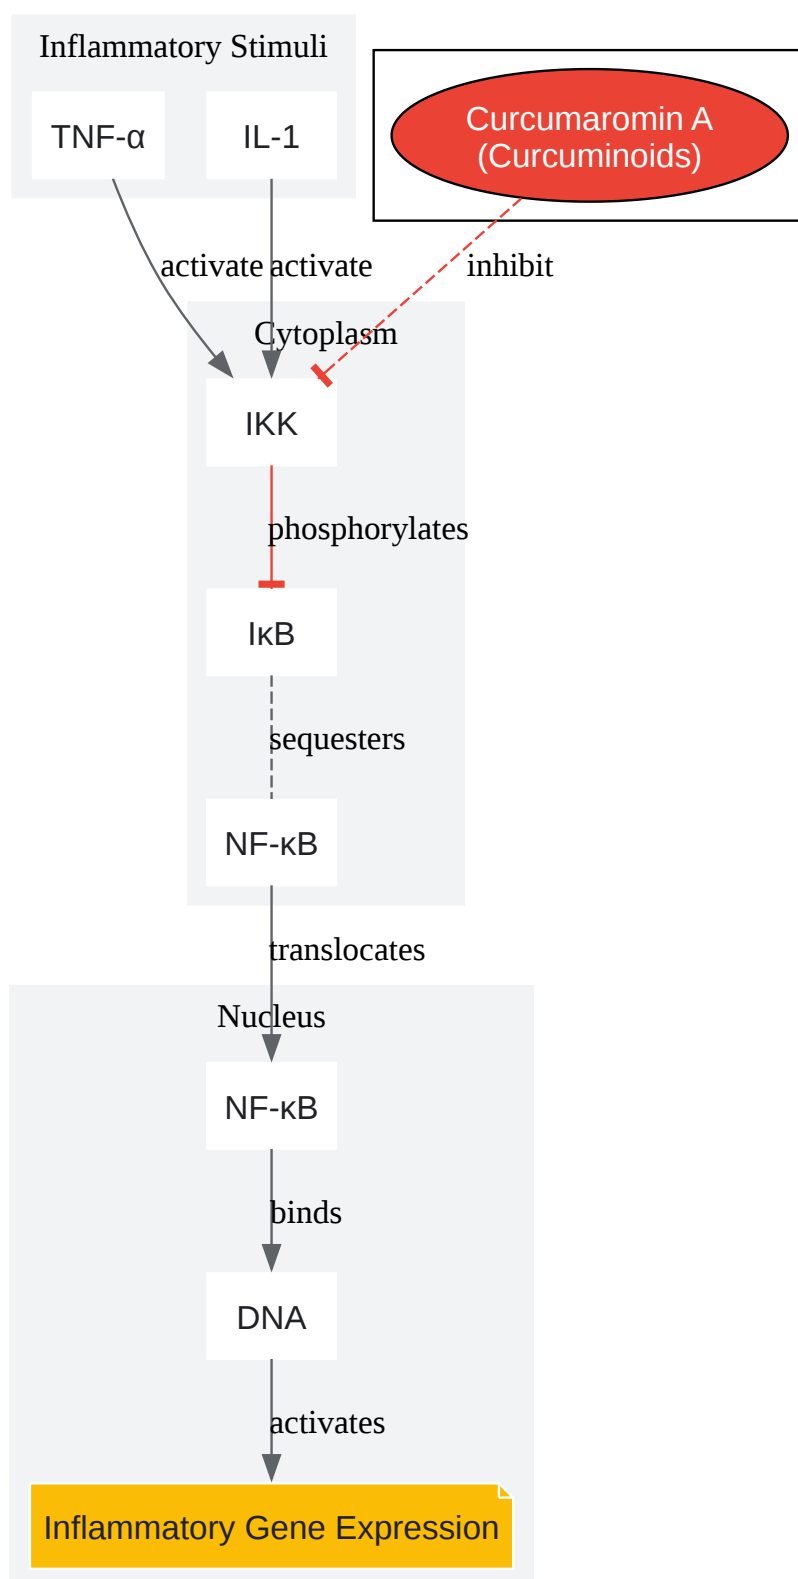 Inflammatory Stimuli
TNF-α
IL-1
Curcumaromin A
(Curcuminoids)
activate
activate
inhibit
Cytoplasm
IKK
phosphorylates
IκB
sequesters
NF-κB
translocates
Nucleus
NF-κB
binds
DNA
activates
Inflammatory Gene Expression